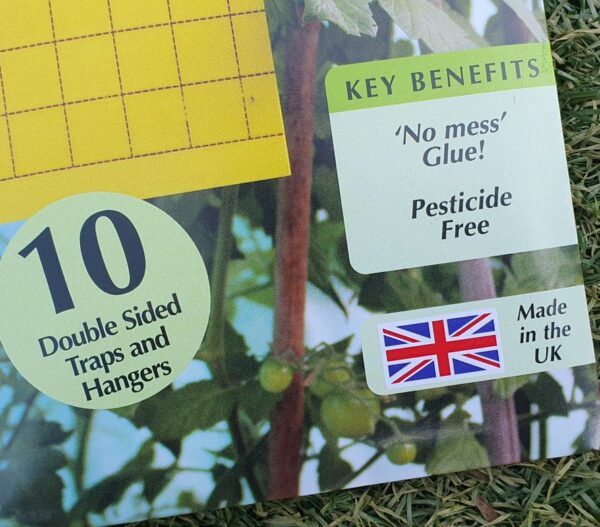 KEY BENEFITS
'No mess'
Glue!
Pesticide
Free
10
Double Sided
Traps and
Hangers
Made
in the
UK